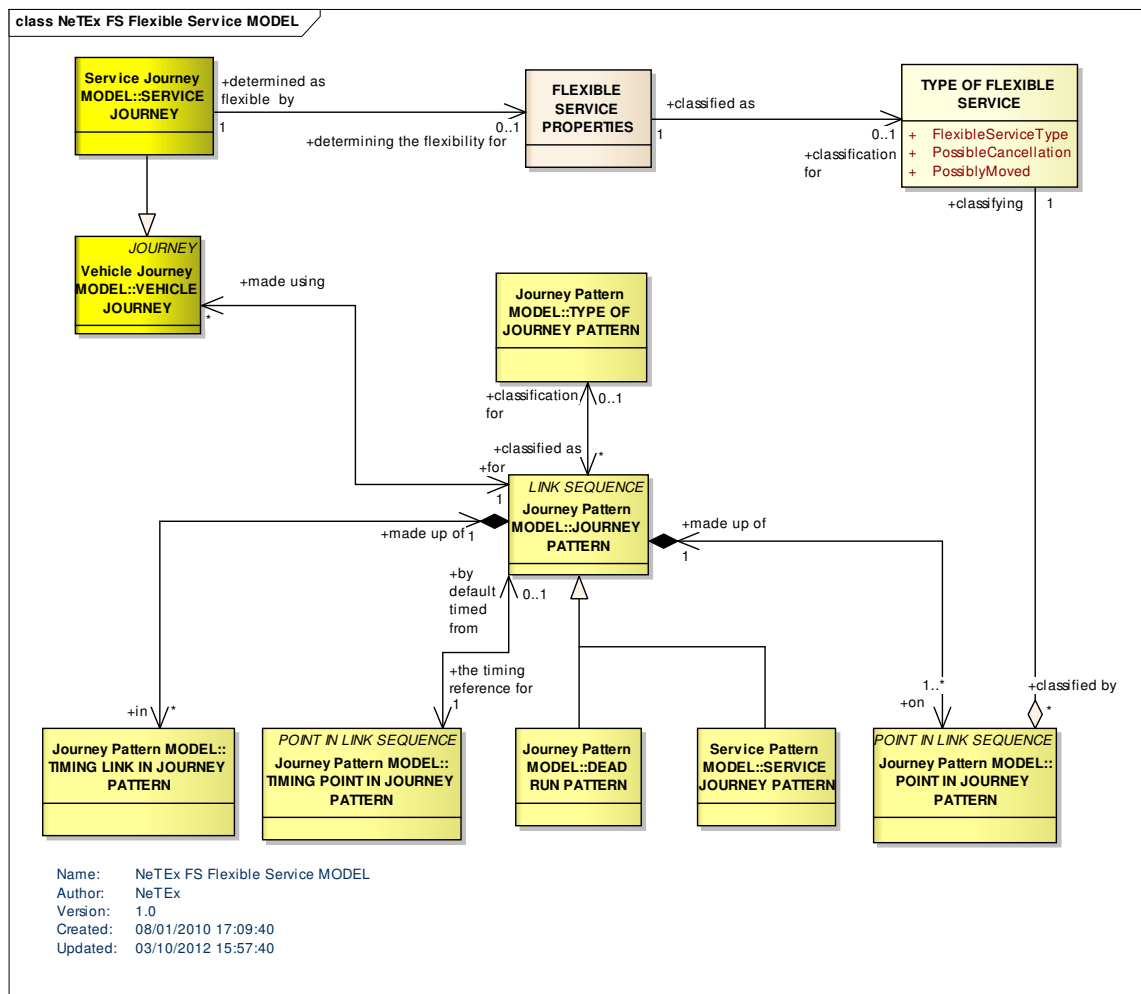 class NeTEx FS Flexible Service MODEL
Service Journey
MODEL::SERVICE
JOURNEY
+determined as
flexible by
1
0..1
+determining the flexibility for
FLEXIBLE
SERVICE
PROPERTIES
+classified as
1
0..1
+classification
for
TYPE OF FLEXIBLE
SERVICE
+ FlexibleServiceType
+ PossibleCancellation
+ PossiblyMoved
+classifying
1
JOURNEY
Vehicle Journey
MODEL::VEHICLE
JOURNEY
+made using
*
Journey Pattern
MODEL::TYPE OF
JOURNEY PATTERN
+classification
for
0..1
+classified as
*
+for
1
LINK SEQUENCE
Journey Pattern
MODEL::JOURNEY
PATTERN
+made up of
1
+made up of
1
+by
default
timed
from
0..1
+the timing
reference for
1
+in
*
1..*
+on
+classified by
*
Journey Pattern MODEL::
TIMING LINK IN JOURNEY
PATTERN
POINT IN LINK SEQUENCE
Journey Pattern MODEL::
TIMING POINT IN JOURNEY
PATTERN
Journey Pattern
MODEL::DEAD
RUN PATTERN
Service Pattern
MODEL::SERVICE
JOURNEY PATTERN
POINT IN LINK SEQUENCE
Journey Pattern MODEL::
POINT IN JOURNEY
PATTERN
Name: NeTEx FS Flexible Service MODEL
Author: NeTEx
Version: 1.0
Created: 08/01/2010 17:09:40
Updated: 03/10/2012 15:57:40